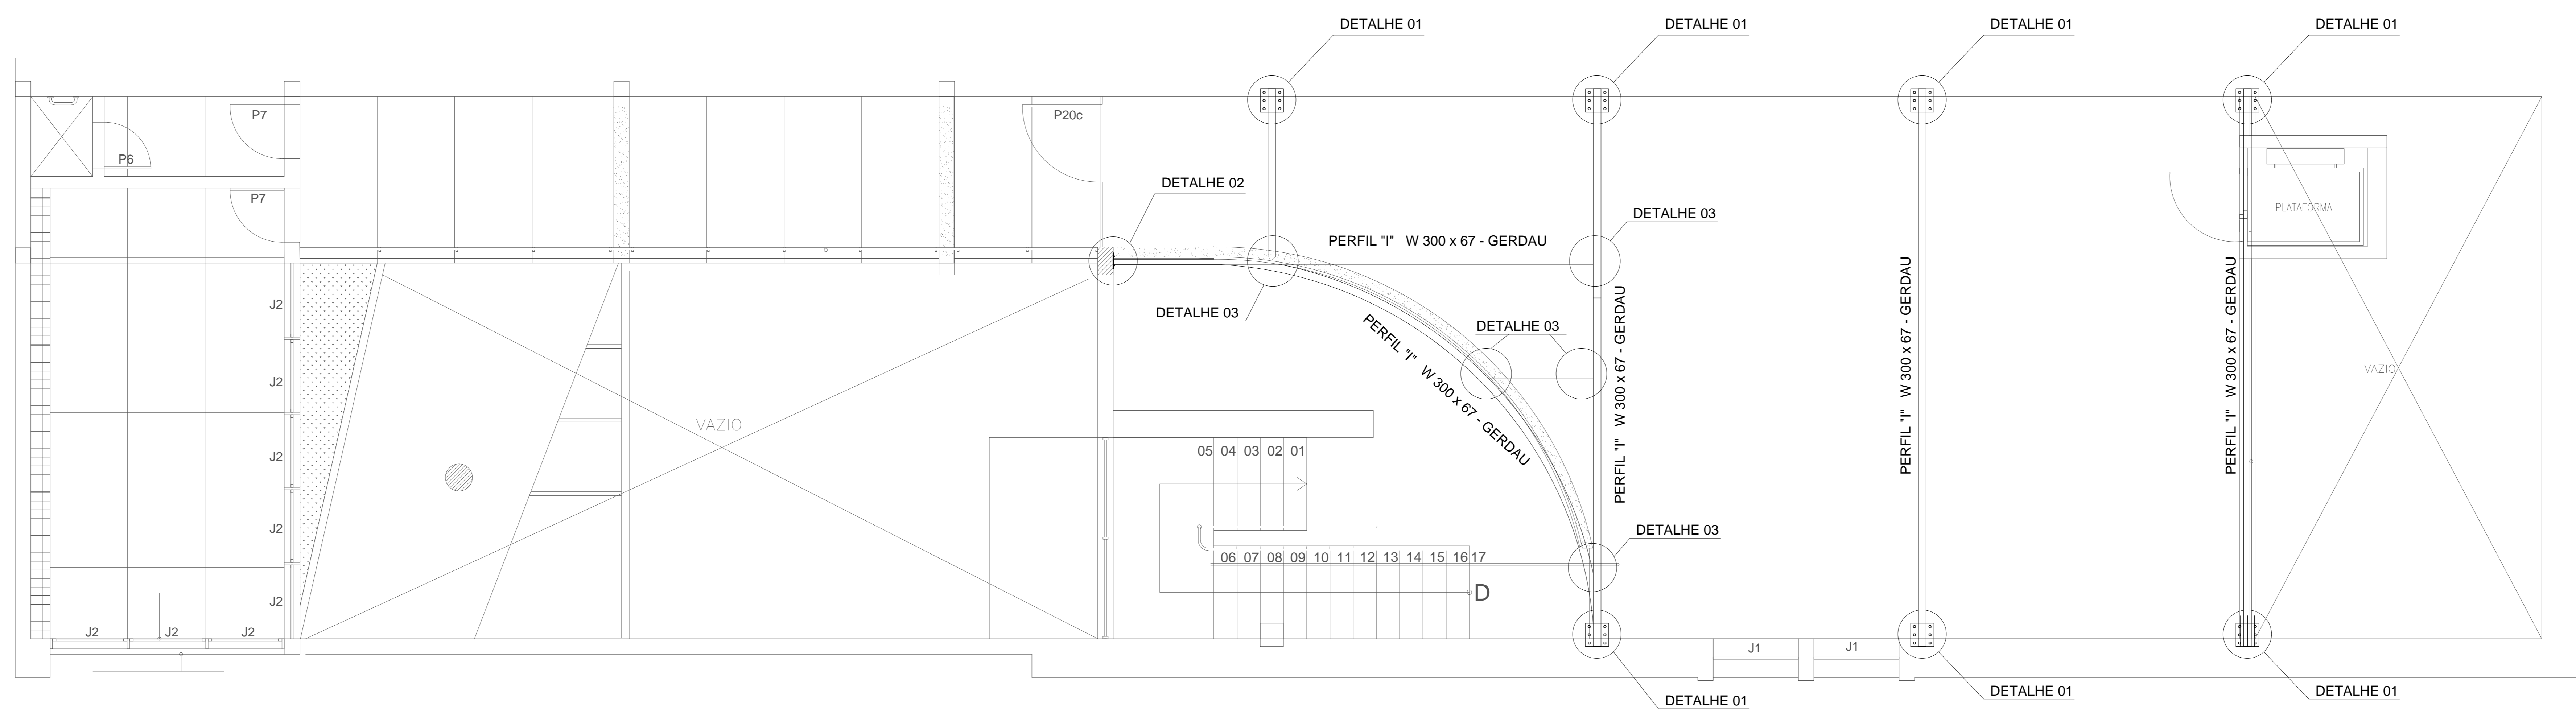 DETALHE 01
DETALHE 01
DETALHE 01
DETALHE 01
P7
P20c
P6
DETALHE 02
P7
DETALHE 03
PLATAFORMA
PERFIL "I" W 300 x 67 - GERDAU
J2
DETALHE 03
DETALHE 03
PERFIL "I" W 300 x 67 - GERDAU
PERFIL "I" W 300 x 67 - GERDAU
PERFIL "I" W 300 x 67 - GERDAU
PERFIL "I" W 300 x 67 - GERDAU
VAZIO
J2
VAZIO
J2
05 04 03 02 01
J2
DETALHE 03
06 07 08 09 10 11 12 13 14 15 16 17
D
J2
J2 J2 J2
J1 J1
DETALHE 01
DETALHE 01
DETALHE 01